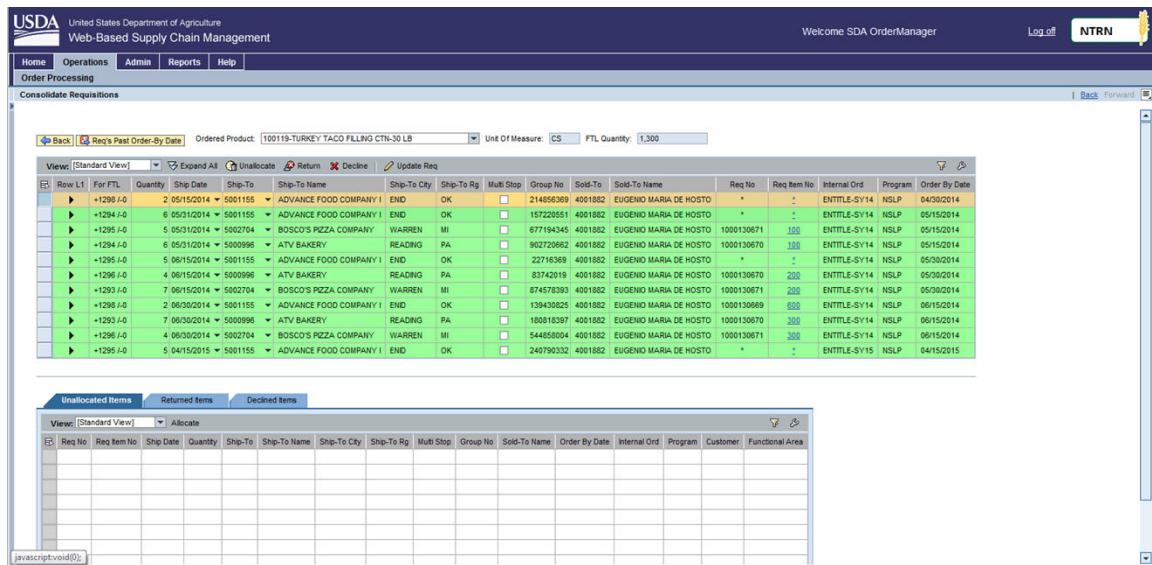 USDA United States Department of Agriculture
Web-Based Supply Chain Management
Welcome SDA OrderManager Log off NTRN
Home Operations Admin Reports Help
Order Processing
Consolidate Requisitions | Back Forward
Back Req's Past Order-By Date Ordered Product: 100119-TURKEY TACO FILLING CTN-30 LB Unit Of Measure: CS FTL Quantity: 1,300
View: [Standard View] Expand All Unallocate Return Decline Update Req
Row L1 For FTL Quantity Ship Date Ship-To Ship-To Name Ship-To City Ship-To Rg Multi Stop Group No Sold-To Sold-To Name Req No Req Item No Internal Ord Program Order By Date
+1298 /-0 2 05/15/2014 5001155 ADVANCE FOOD COMPANY I ENID OK 214856369 4001882 EUGENIO MARIA DE HOSTO * * ENTITLE-SY14 NSLP 04/30/2014
+1294 /-0 6 05/31/2014 5001155 ADVANCE FOOD COMPANY I ENID OK 157220551 4001882 EUGENIO MARIA DE HOSTO * * ENTITLE-SY14 NSLP 05/15/2014
+1295 /-0 5 05/31/2014 5002704 BOSCO'S PIZZA COMPANY WARREN MI 677194345 4001882 EUGENIO MARIA DE HOSTO 1000130671 100 ENTITLE-SY14 NSLP 05/15/2014
+1294 /-0 6 05/31/2014 5000996 ATV BAKERY READING PA 902720662 4001882 EUGENIO MARIA DE HOSTO 1000130670 100 ENTITLE-SY14 NSLP 05/15/2014
+1295 /-0 5 06/15/2014 5001155 ADVANCE FOOD COMPANY I ENID OK 22716369 4001882 EUGENIO MARIA DE HOSTO * * ENTITLE-SY14 NSLP 05/30/2014
+1296 /-0 4 06/15/2014 5000996 ATV BAKERY READING PA 83742019 4001882 EUGENIO MARIA DE HOSTO 1000130670 200 ENTITLE-SY14 NSLP 05/30/2014
+1293 /-0 7 06/15/2014 5002704 BOSCO'S PIZZA COMPANY WARREN MI 874578393 4001882 EUGENIO MARIA DE HOSTO 1000130671 200 ENTITLE-SY14 NSLP 05/30/2014
+1298 /-0 2 06/30/2014 5001155 ADVANCE FOOD COMPANY I ENID OK 139430825 4001882 EUGENIO MARIA DE HOSTO 1000130669 600 ENTITLE-SY14 NSLP 06/15/2014
+1293 /-0 7 06/30/2014 5000996 ATV BAKERY READING PA 180818397 4001882 EUGENIO MARIA DE HOSTO 1000130670 300 ENTITLE-SY14 NSLP 06/15/2014
+1296 /-0 4 06/30/2014 5002704 BOSCO'S PIZZA COMPANY WARREN MI 544858004 4001882 EUGENIO MARIA DE HOSTO 1000130671 300 ENTITLE-SY14 NSLP 06/15/2014
+1295 /-0 5 04/15/2015 5001155 ADVANCE FOOD COMPANY I ENID OK 240790332 4001882 EUGENIO MARIA DE HOSTO * * ENTITLE-SY15 NSLP 04/15/2015
Unallocated Items Returned Items Declined Items
View: [Standard View] Allocate
Req No Req Item No Ship Date Quantity Ship-To Ship-To Name Ship-To City Ship-To Rg Multi Stop Group No Sold-To Name Order By Date Internal Ord Program Customer Functional Area
javascript:void(0);